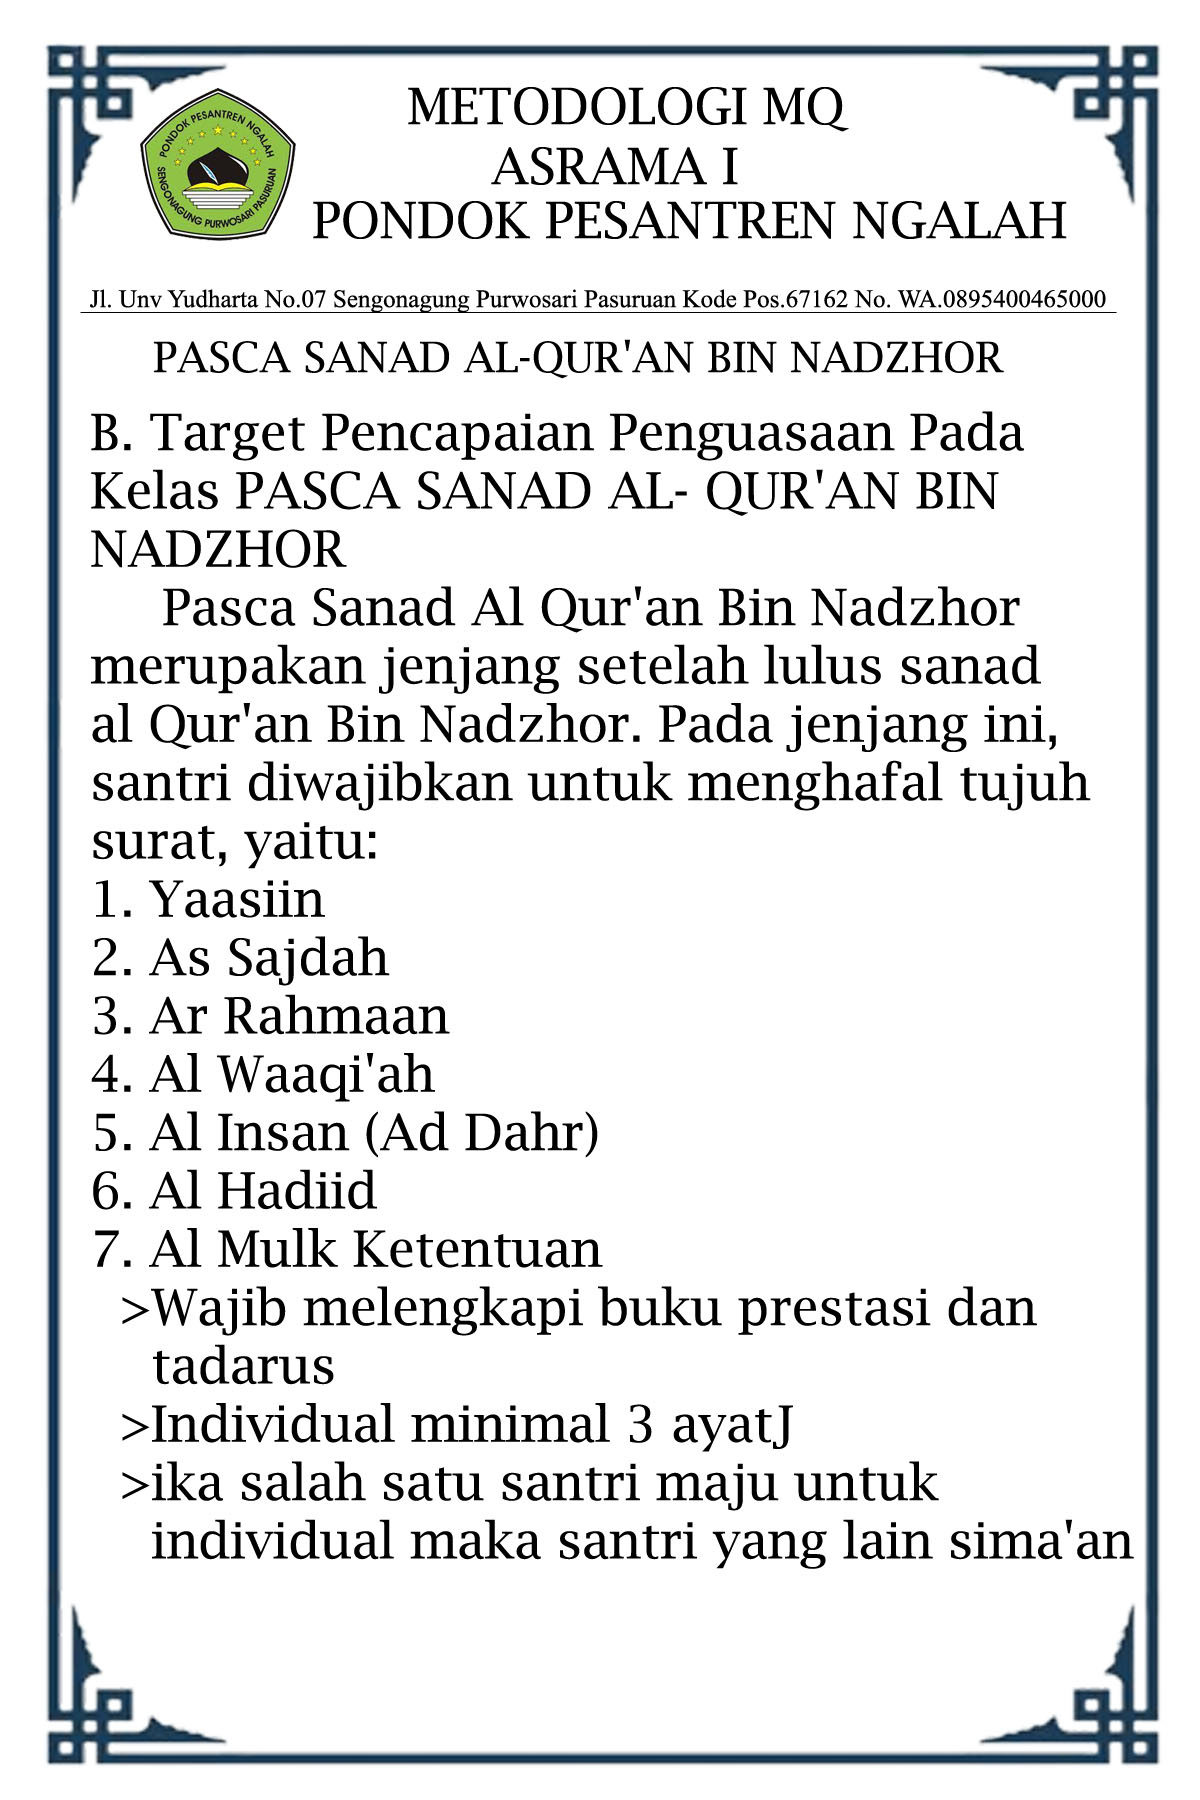 METODOLOGI MQ
ASRAMA I
PONDOK PESANTREN NGALAH
PONDOK PESANTREN NGALAH
SENGONAGUNG PURWOSARI PASURUAN
Jl. Unv Yudharta No.07 Sengonagung Purwosari Pasuruan Kode Pos.67162 No. WA.0895400465000
PASCA SANAD AL-QUR'AN BIN NADZHOR
B. Target Pencapaian Penguasaan Pada
Kelas PASCA SANAD AL- QUR'AN BIN
NADZHOR
Pasca Sanad Al Qur'an Bin Nadzhor
merupakan jenjang setelah lulus sanad
al Qur'an Bin Nadzhor. Pada jenjang ini,
santri diwajibkan untuk menghafal tujuh
surat, yaitu:
1. Yaasiin
2. As Sajdah
3. Ar Rahmaan
4. Al Waaqi'ah
5. Al Insan (Ad Dahr)
6. Al Hadiid
7. Al Mulk Ketentuan
>Wajib melengkapi buku prestasi dan
tadarus
>Individual minimal 3 ayatJ
>ika salah satu santri maju untuk
individual maka santri yang lain sima'an